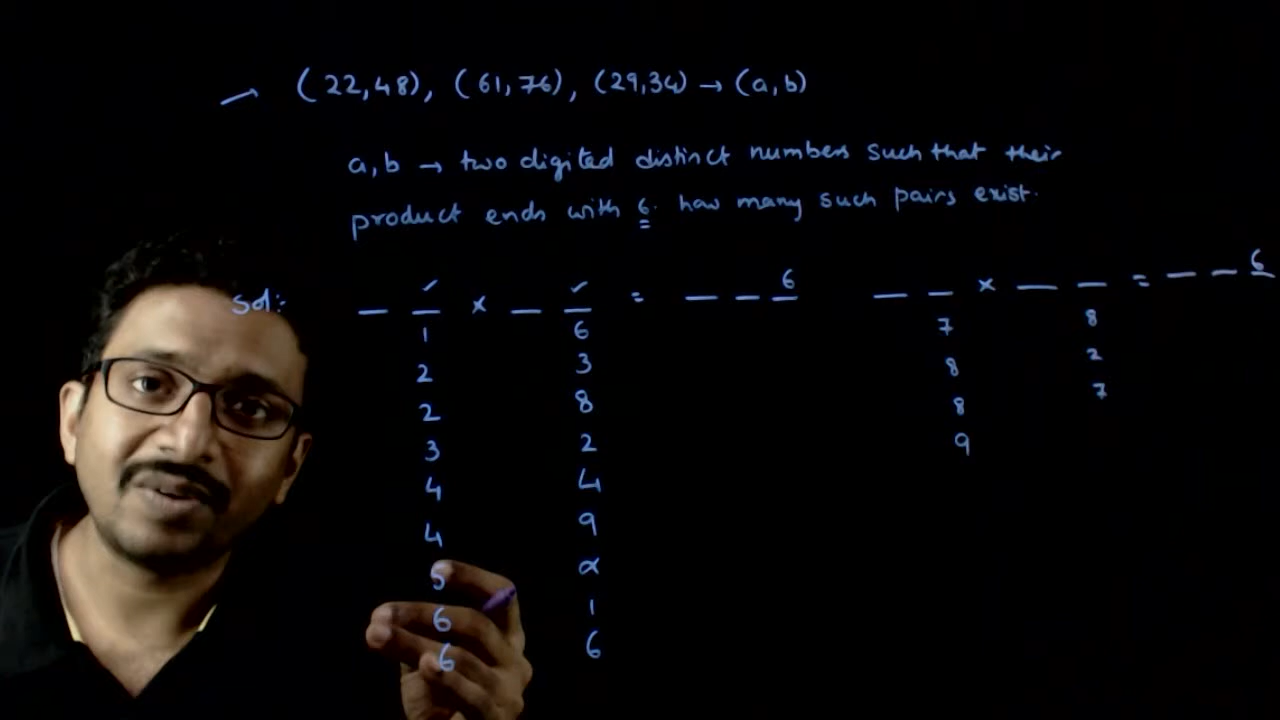 (22,48), (61,76), (29,34) → (a,b)
a,b → two digited distinct numbers such that their
product ends with 6. how many such pairs exist.
Sol: _ _ × _ _ = _ _ 6
1 6
2 3
2 8
3 2
4 4
4 9
5 α
6 1
6 6
_ _ × _ _ = _ _ 6
7 8
8 2
8 7
9